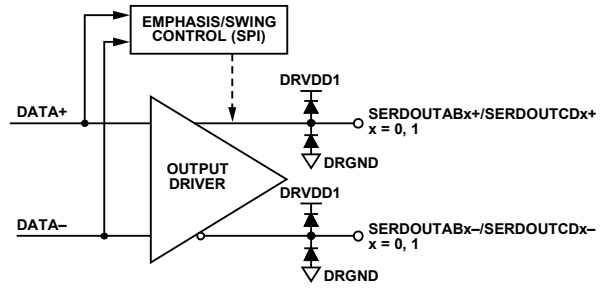 EMPHASIS/SWING
CONTROL (SPI)
DRVDD1
DATA+
SERDOUTABx+/SERDOUTCDx+
x = 0, 1
DRGND
OUTPUT
DRIVER
DRVDD1
DATA–
SERDOUTABx–/SERDOUTCDx–
x = 0, 1
DRGND